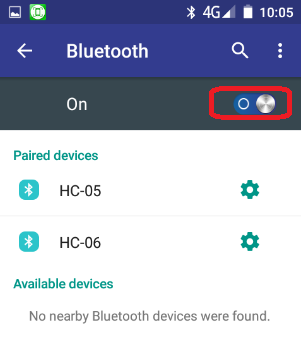 4G 10:05
Bluetooth
On
Paired devices
HC-05
HC-06
Available devices
No nearby Bluetooth devices were found.